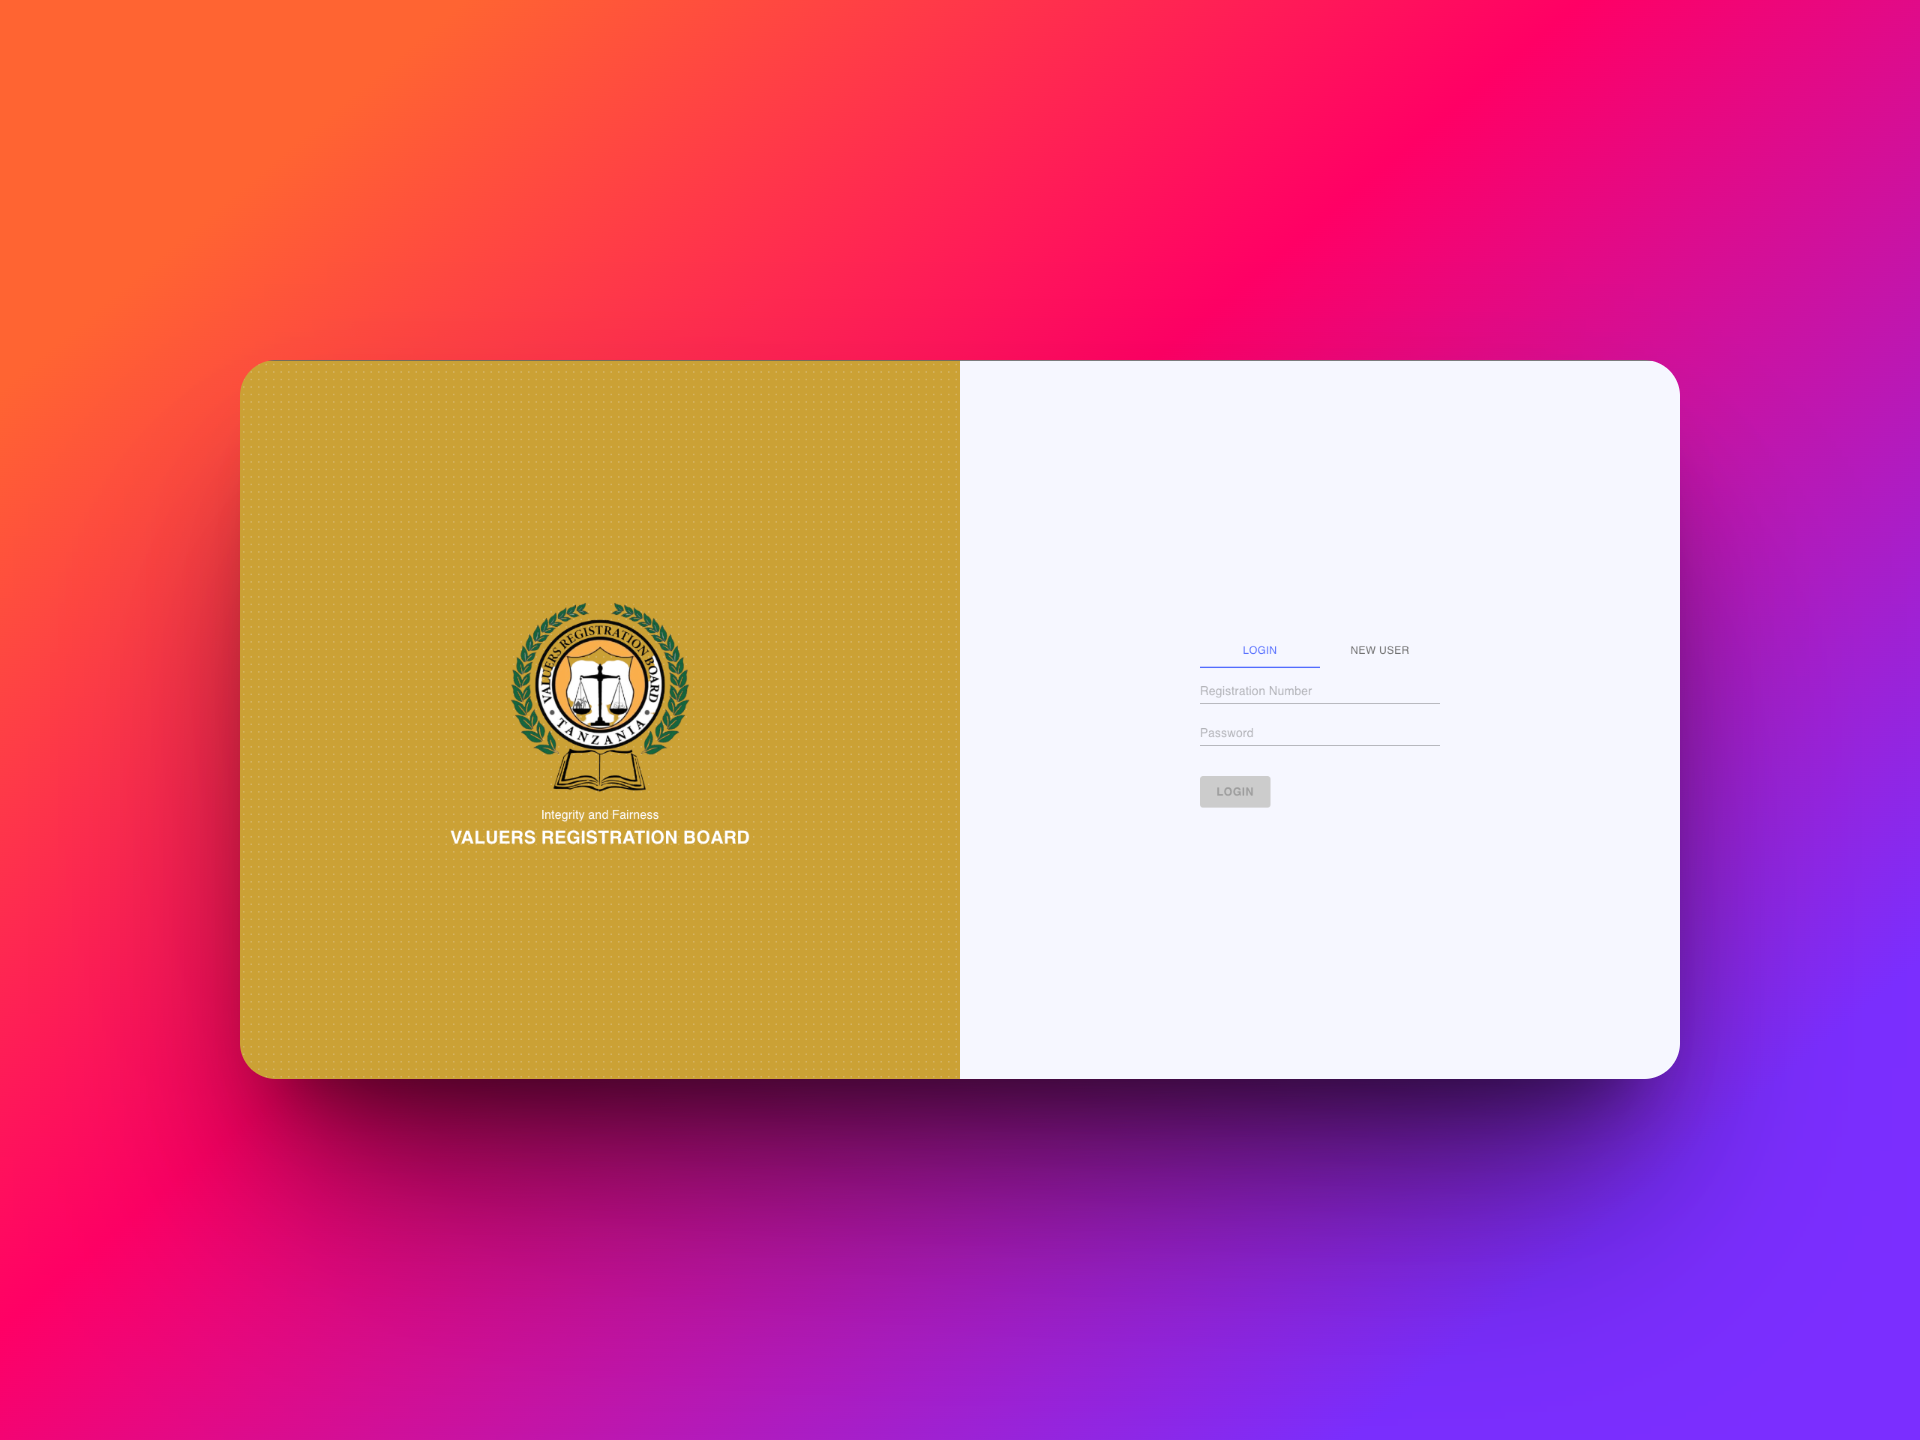 VALUERS REGISTRATION BOARD
TANZANIA
Integrity and Fairness
VALUERS REGISTRATION BOARD
LOGIN
NEW USER
Registration Number
Password
LOGIN